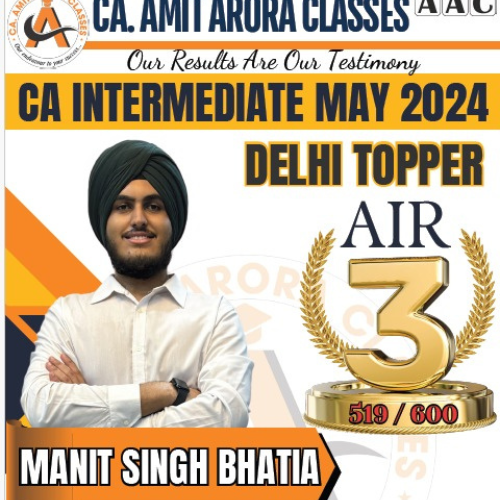 CA. AMIT ARORA CLASSES
AAC
Our Results Are Our Testimony
CA INTERMEDIATE MAY 2024
DELHI TOPPER
AIR
3
519 / 600
MANIT SINGH BHATIA